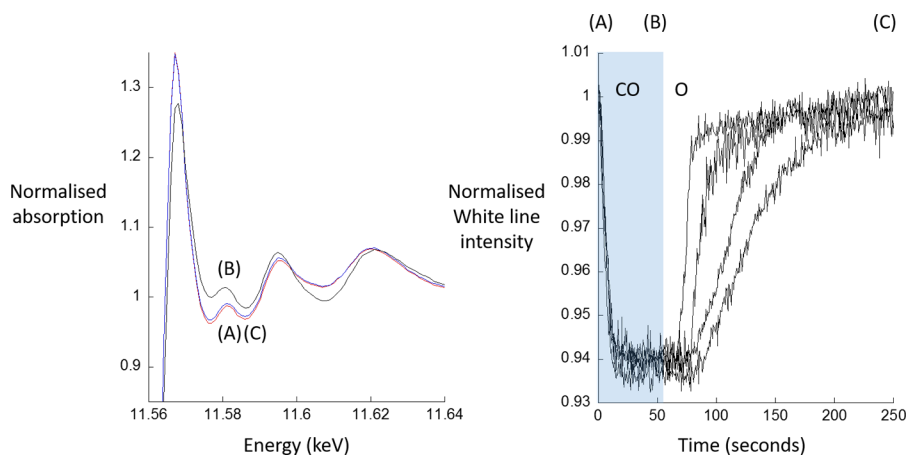 (A) (B) (C)
1.3
1.2
1.1
1
0.9
Normalised
absorption
(B)
(A) (C)
11.56 11.58 11.6 11.62 11.64
Energy (keV)
1.01
1
0.99
0.98
0.97
0.96
0.95
0.94
0.93
Normalised
White line
intensity
CO O
0 50 100 150 200 250
Time (seconds)